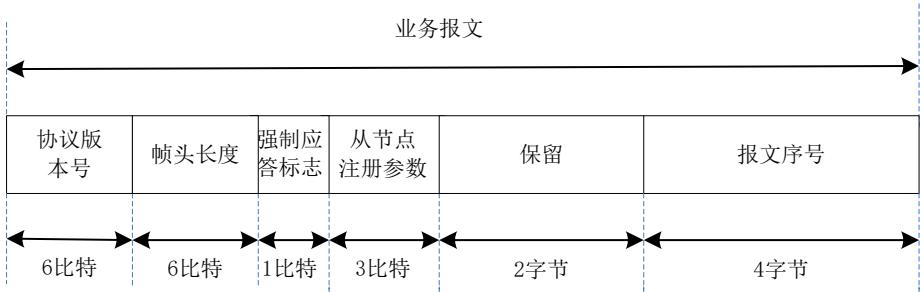 业务报文
协议版
本号
帧头长度
强制应
答标志
从节点
注册参数
保留
报文序号
6比特
6比特
1比特
3比特
2字节
4字节